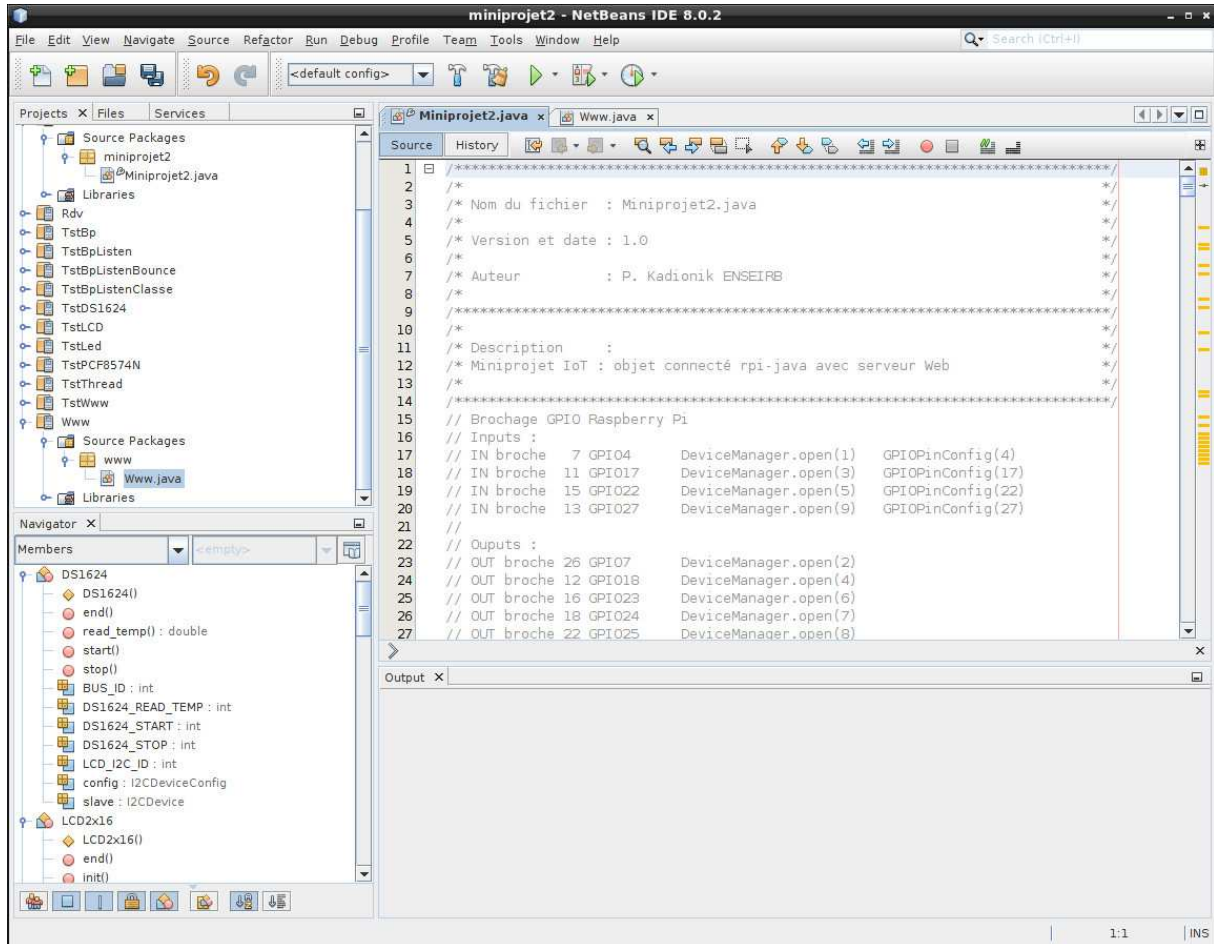 miniprojet2 - NetBeans IDE 8.0.2
File Edit View Navigate Source Refactor Run Debug Profile Team Tools Window Help
Search (Ctrl+I)
<default config>
Projects Files Services
Source Packages
miniprojet2
Miniprojet2.java
Libraries
Rdv
TstBp
TstBpListen
TstBpListenBounce
TstBpListenClasse
TstDS1624
TstLCD
TstLed
TstPCF8574N
TstThread
TstWww
Www
Source Packages
www
Www.java
Libraries
Navigator
Members
<empty>
DS1624
DS1624()
end()
read_temp() : double
start()
stop()
BUS_ID : int
DS1624_READ_TEMP : int
DS1624_START : int
DS1624_STOP : int
LCD_I2C_ID : int
config : I2CDeviceConfig
slave : I2CDevice
LCD2x16
LCD2x16()
end()
init()
Miniprojet2.java Www.java
Source History
1 /******************************************************************************/
2 /* */
3 /* Nom du fichier : Miniprojet2.java */
4 /* */
5 /* Version et date : 1.0 */
6 /* */
7 /* Auteur : P. Kadionik ENSEIRB */
8 /* */
9 /******************************************************************************/
10 /* */
11 /* Description : */
12 /* Miniprojet IoT : objet connecté rpi-java avec serveur Web */
13 /* */
14 /******************************************************************************/
15 // Brochage GPIO Raspberry Pi
16 // Inputs :
17 // IN broche 7 GPIO4 DeviceManager.open(1) GPIOPinConfig(4)
18 // IN broche 11 GPIO17 DeviceManager.open(3) GPIOPinConfig(17)
19 // IN broche 15 GPIO22 DeviceManager.open(5) GPIOPinConfig(22)
20 // IN broche 13 GPIO27 DeviceManager.open(9) GPIOPinConfig(27)
21 //
22 // Ouputs :
23 // OUT broche 26 GPIO7 DeviceManager.open(2)
24 // OUT broche 12 GPIO18 DeviceManager.open(4)
25 // OUT broche 16 GPIO23 DeviceManager.open(6)
26 // OUT broche 18 GPIO24 DeviceManager.open(7)
27 // OUT broche 22 GPIO25 DeviceManager.open(8)
Output
1:1 INS